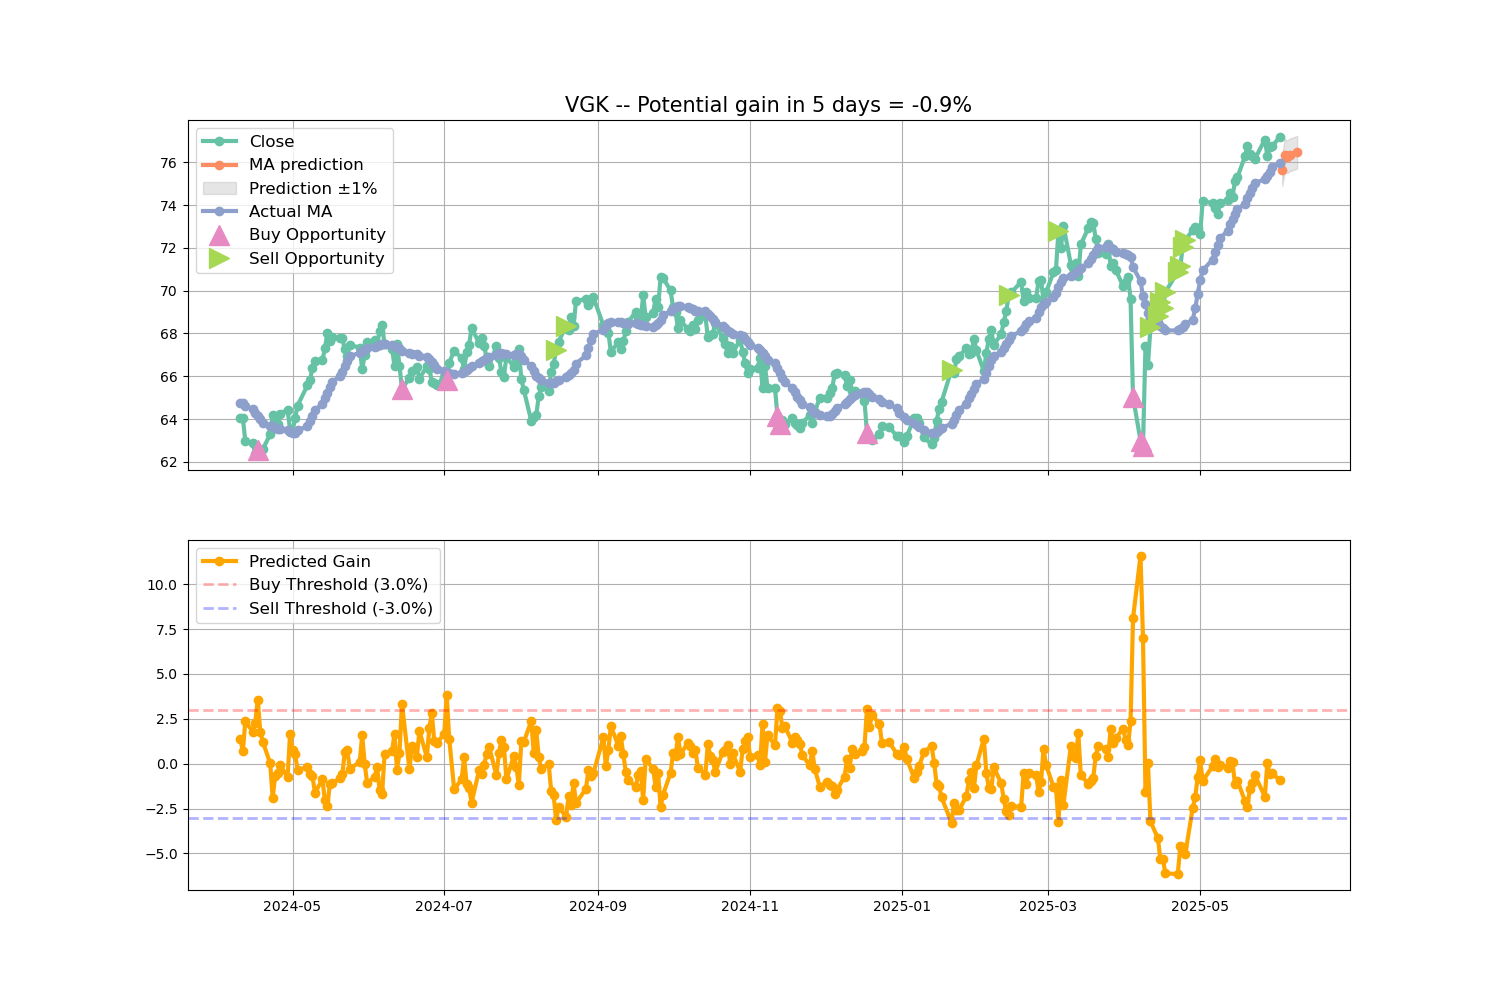 VGK -- Potential gain in 5 days = -0.9%
Close
MA prediction
Prediction ±1%
Actual MA
Buy Opportunity
Sell Opportunity
76
74
72
70
68
66
64
62
Predicted Gain
Buy Threshold (3.0%)
Sell Threshold (-3.0%)
10.0
7.5
5.0
2.5
0.0
−2.5
−5.0
2024-05 2024-07 2024-09 2024-11 2025-01 2025-03 2025-05